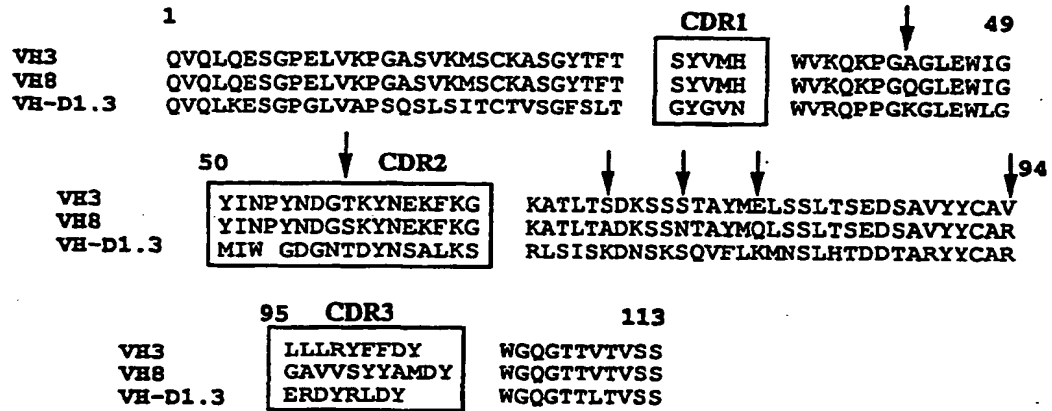 1 CDR1 49
VH3 QVQLQESGPELVKPGASVKMSCKASGYTFT SYVMH WVKQKPGAGLEWIG
VH8 QVQLQESGPELVKPGASVKMSCKASGYTFT SYVMH WVKQKPGQGLEWIG
VH-D1.3 QVQLKESGPGLVAPSQSLSITCTVSGFSLT GYGVN WVRQPPGKGLEWLG
50 CDR2 94
VH3 YINPYNDGTKYNEKFKG KATLTSDKSSSTAYMELSSLTSEDSAVYYCAV
VH8 YINPYNDGSKYNEKFKG KATLTADKSSNTAYMQLSSLTSEDSAVYYCAR
VH-D1.3 MIW GDGNTDYNSALKS RLSISKDNSKSQVFLKMNSLHTDDTARYYCAR
95 CDR3 113
VH3 LLLRYFFDY WGQGTTVTVSS
VH8 GAVVSYYAMDY WGQGTTVTVSS
VH-D1.3 ERDYRLDY WGQGTTLTVSS